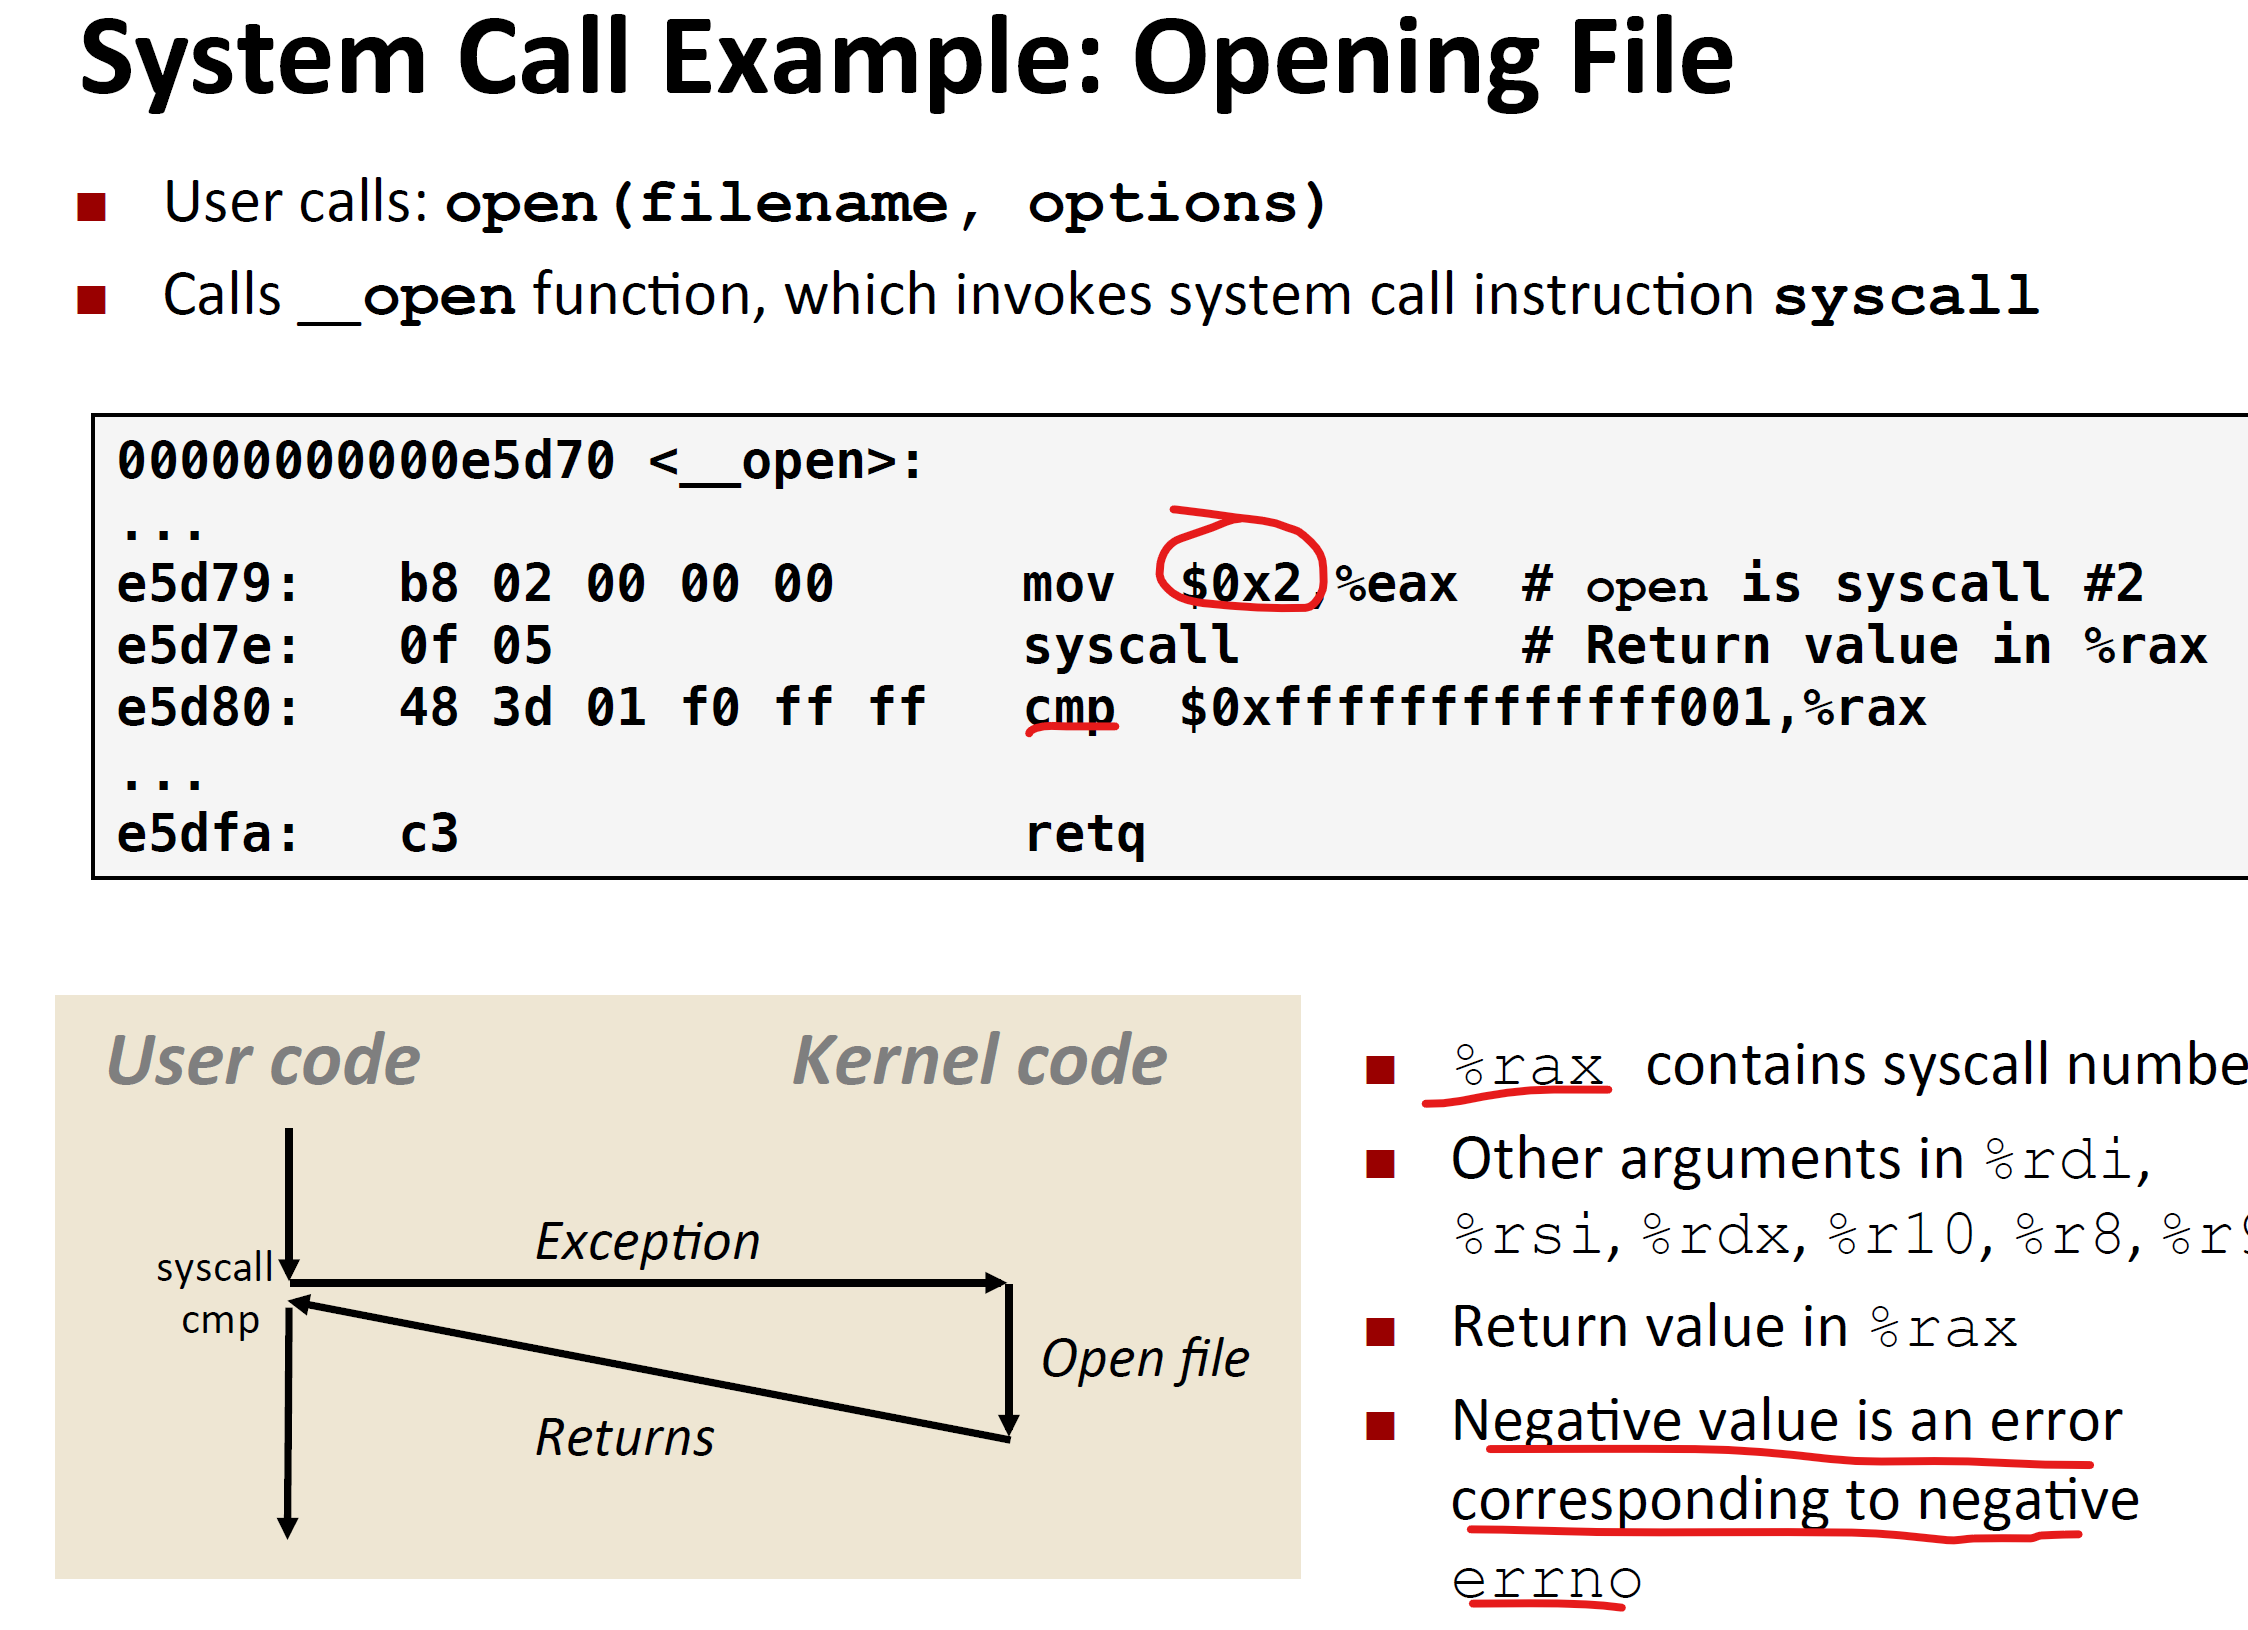 System Call Example: Opening File
User calls: open(filename, options)
Calls __open function, which invokes system call instruction syscall
00000000000e5d70 <__open>:
...
e5d79: b8 02 00 00 00 mov $0x2,%eax # open is syscall #2
e5d7e: 0f 05 syscall # Return value in %rax
e5d80: 48 3d 01 f0 ff ff cmp $0xfffffffffffff001,%rax
...
e5dfa: c3 retq
User code Kernel code
syscall
cmp
Exception
Open file
Returns
%rax contains syscall numbe
Other arguments in %rdi,
%rsi, %rdx, %r10, %r8, %r9
Return value in %rax
Negative value is an error
corresponding to negative
errno